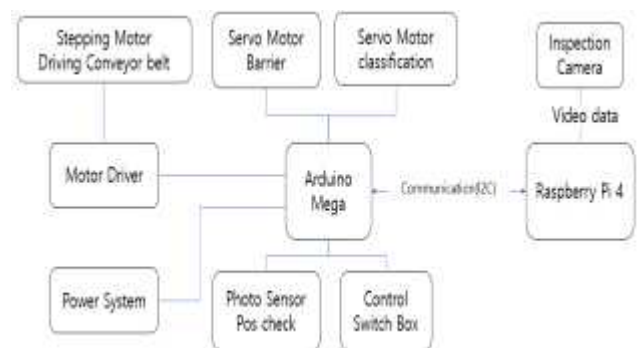 Stepping Motor
Driving Conveyor belt
Servo Motor
Barrier
Servo Motor
classification
Inspection
Camera
Video data
Motor Driver
Arduino
Mega
Communication(I2C)
Raspberry Pi 4
Power System
Photo Sensor
Pos check
Control
Switch Box